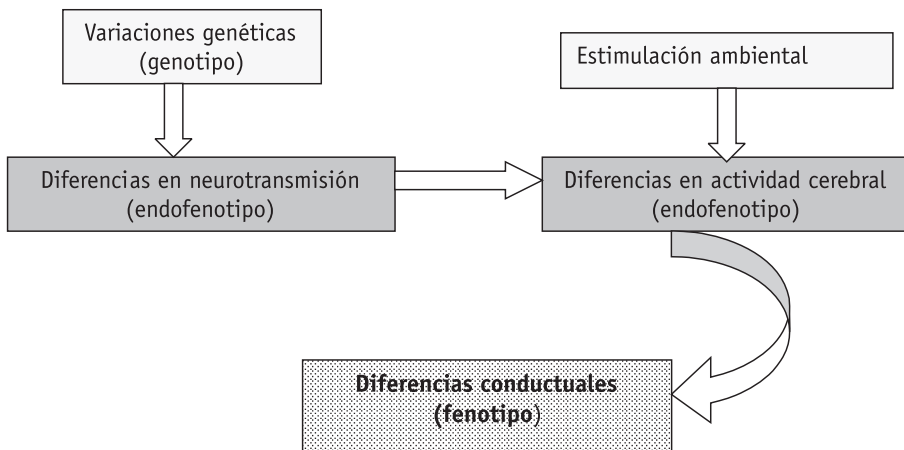 Variaciones genéticas
(genotipo)
Estimulación ambiental
Diferencias en neurotransmisión
(endofenotipo)
Diferencias en actividad cerebral
(endofenotipo)
Diferencias conductuales
(fenotipo)